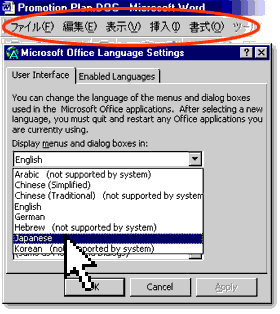 Promotion Plan.DOC - Microsoft Word
ファイル(F) 編集(E) 表示(V) 挿入(I) 書式(O) ツール
Microsoft Office Language Settings
User Interface Enabled Languages
You can change the language of the menus and dialog boxes
used in the Microsoft Office applications. After selecting a new
language, you must quit and restart any Office applications you
are currently using.
Display menus and dialog boxes in:
English
Arabic (not supported by system)
Chinese (Simplified)
Chinese (Traditional) (not supported by system)
English
German
Hebrew (not supported by system)
Japanese
Korean (not supported by system)
Cancel Apply